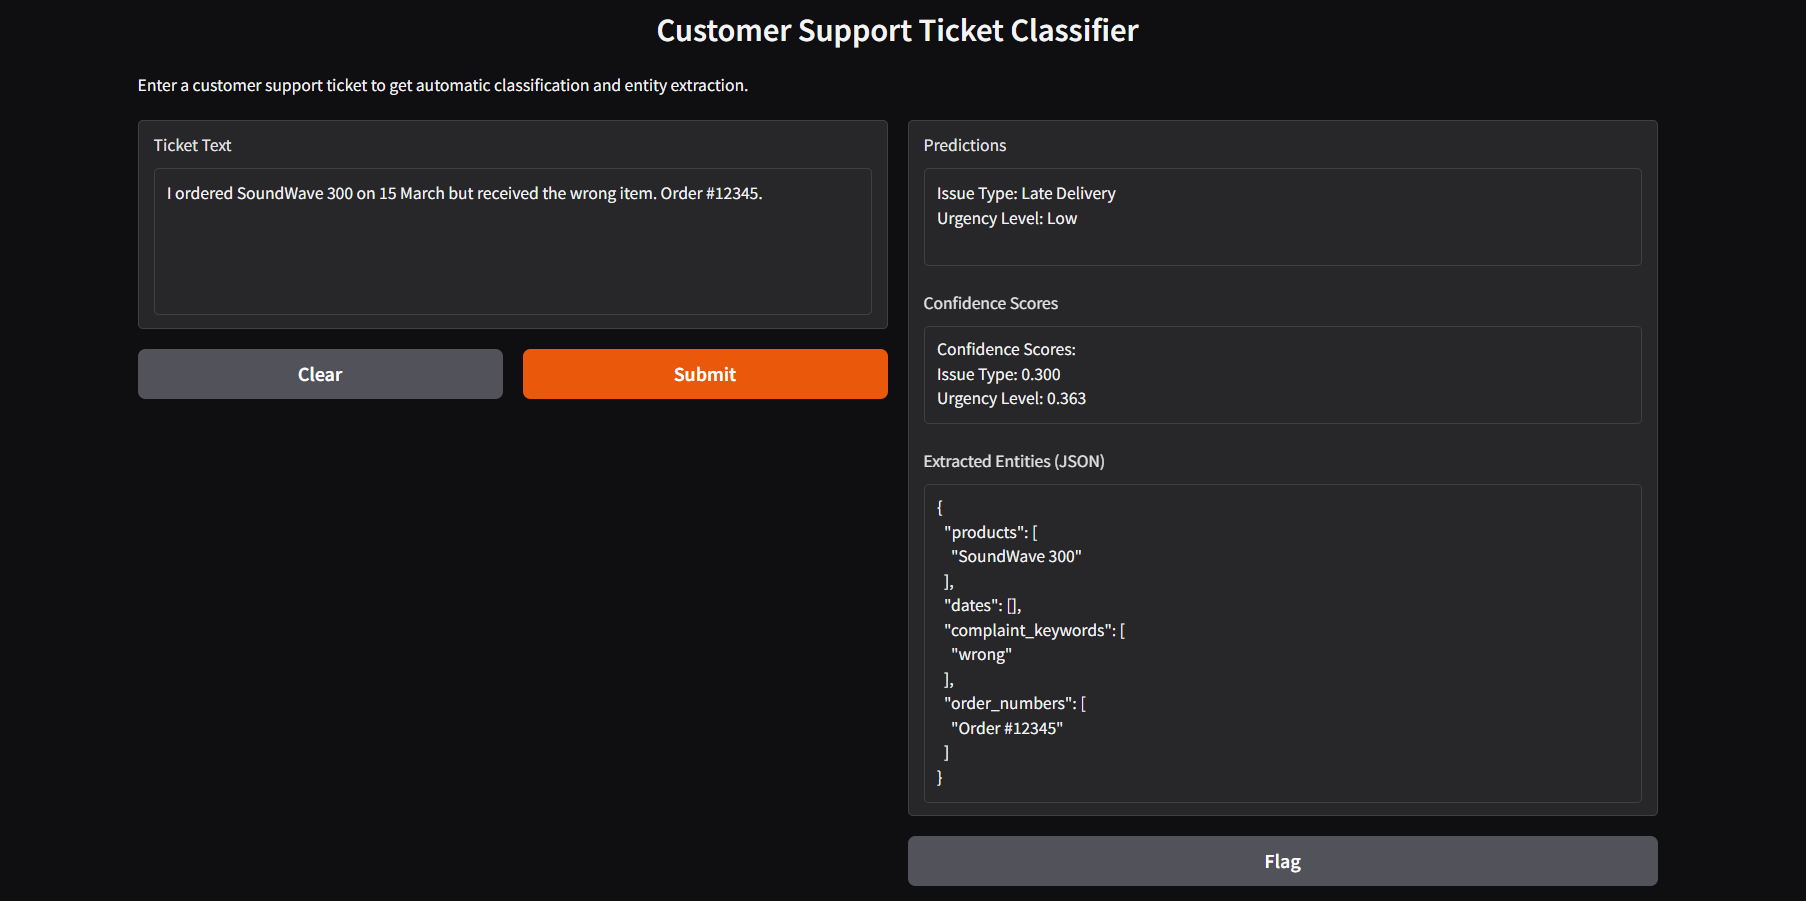 Customer Support Ticket Classifier
Enter a customer support ticket to get automatic classification and entity extraction.
Ticket Text
I ordered SoundWave 300 on 15 March but received the wrong item. Order #12345.
Clear
Submit
Predictions
Issue Type: Late Delivery
Urgency Level: Low
Confidence Scores
Confidence Scores:
Issue Type: 0.300
Urgency Level: 0.363
Extracted Entities (JSON)
{
"products": [
"SoundWave 300"
],
"dates": [],
"complaint_keywords": [
"wrong"
],
"order_numbers": [
"Order #12345"
]
}
Flag